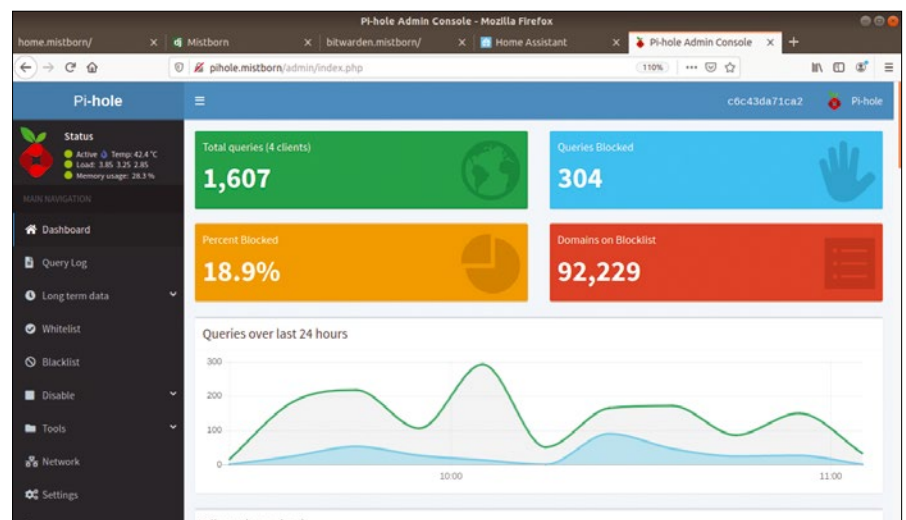 Pi-hole Admin Console - Mozilla Firefox
home.mistborn/ X dj Mistborn X bitwarden.mistborn/ X Home Assistant X Pi-hole Admin Console X +
pihole.mistborn/admin/index.php 110%
Pi-hole c6c43da71ca2 Pi-hole
Status
Active Temp: 42.4 °C
Load: 3.85 3.25 2.85
Memory usage: 28.3 %
MAIN NAVIGATION
Dashboard
Query Log
Long term data
Whitelist
Blacklist
Disable
Tools
Network
Settings
Total queries (4 clients)
1,607
Queries Blocked
304
Percent Blocked
18.9%
Domains on Blocklist
92,229
Queries over last 24 hours
300
200
100
0
10:00 11:00